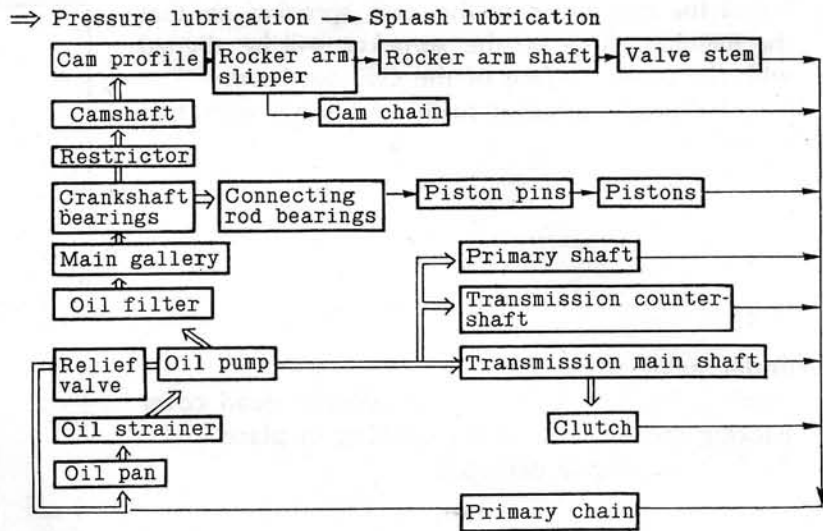 ⇒ Pressure lubrication → Splash lubrication
Cam profile
Rocker arm
slipper
Rocker arm shaft
Valve stem
Camshaft
Cam chain
Restrictor
Crankshaft
bearings
Connecting
rod bearings
Piston pins
Pistons
Main gallery
Primary shaft
Oil filter
Transmission counter-
shaft
Relief
valve
Oil pump
Transmission main shaft
Oil strainer
Clutch
Oil pan
Primary chain